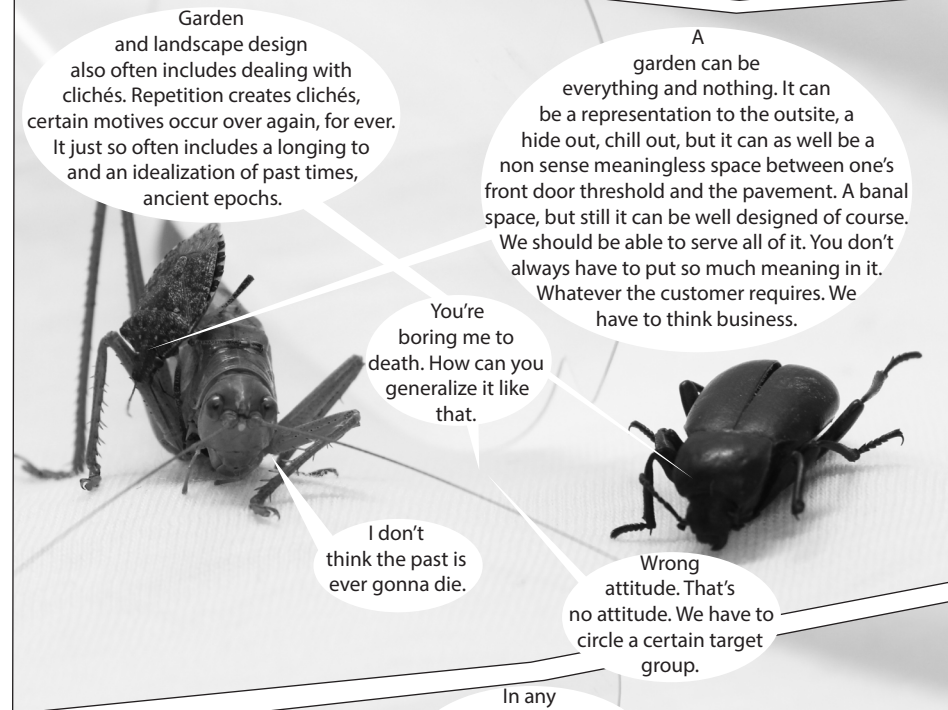 Garden
and landscape design
also often includes dealing with
clichés. Repetition creates clichés,
certain motives occur over again, for ever.
It just so often includes a longing to
and an idealization of past times,
ancient epochs.
A
garden can be
everything and nothing. It can
be a representation to the outsite, a
hide out, chill out, but it can as well be a
non sense meaningless space between one's
front door threshold and the pavement. A banal
space, but still it can be well designed of course.
We should be able to serve all of it. You don't
always have to put so much meaning in it.
Whatever the customer requires. We
have to think business.
You're
boring me to
death. How can you
generalize it like
that.
I don't
think the past is
ever gonna die.
Wrong
attitude. That's
no attitude. We have to
circle a certain target
group.
In any